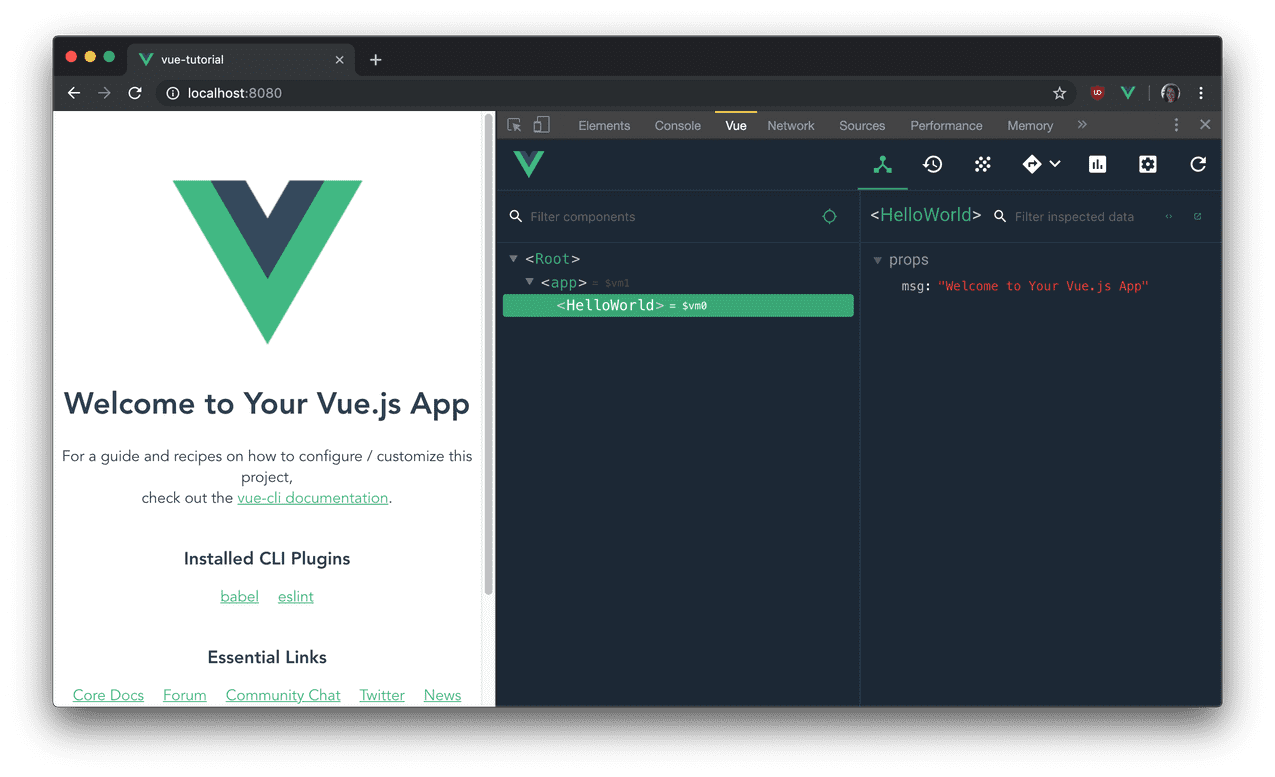 vue-tutorial
localhost:8080
Elements Console Vue Network Sources Performance Memory
Welcome to Your Vue.js App
For a guide and recipes on how to configure / customize this
project,
check out the vue-cli documentation.
Installed CLI Plugins
babel eslint
Essential Links
Core Docs Forum Community Chat Twitter News
Filter components
<Root>
<app> = $vm1
<HelloWorld> = $vm0
<HelloWorld> Filter inspected data
props
msg: "Welcome to Your Vue.js App"